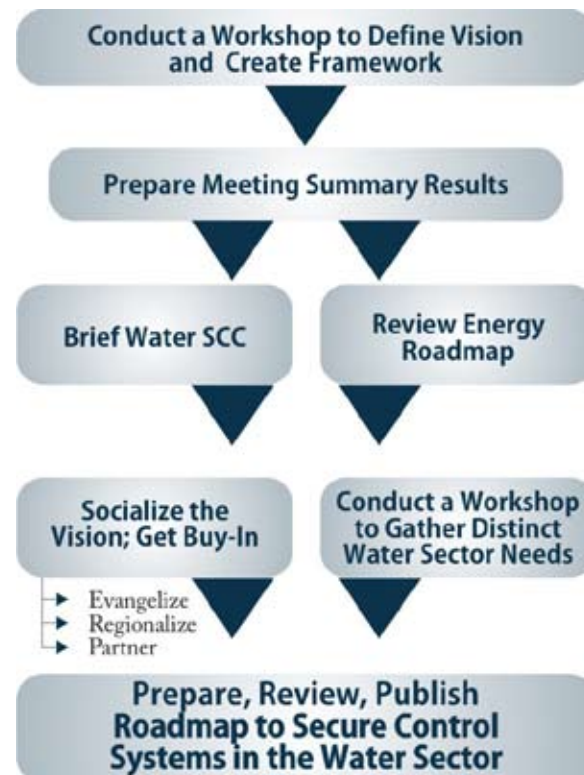 Conduct a Workshop to Define Vision
and Create Framework
Prepare Meeting Summary Results
Brief Water SCC
Review Energy
Roadmap
Socialize the
Vision; Get Buy-In
Evangelize
Regionalize
Partner
Conduct a Workshop
to Gather Distinct
Water Sector Needs
Prepare, Review, Publish
Roadmap to Secure Control
Systems in the Water Sector